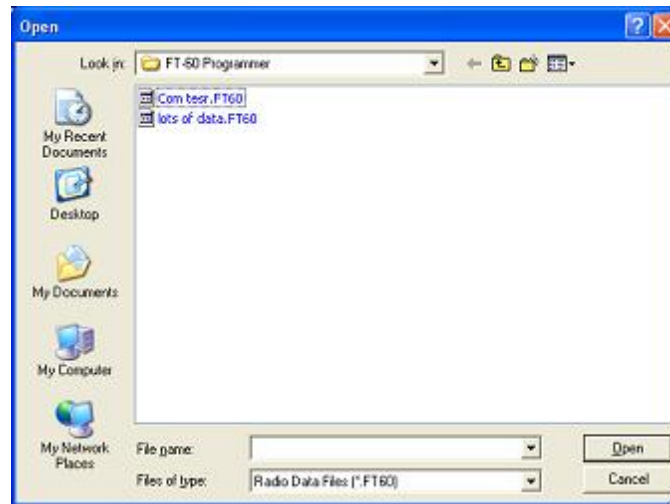 Open
Look in:
FT-60 Programmer
Com tesr.FT60
lots of data.FT60
My Recent
Documents
Desktop
My Documents
My Computer
My Network
Places
File name:
Open
Files of type:
Radio Data Files (*.FT60)
Cancel